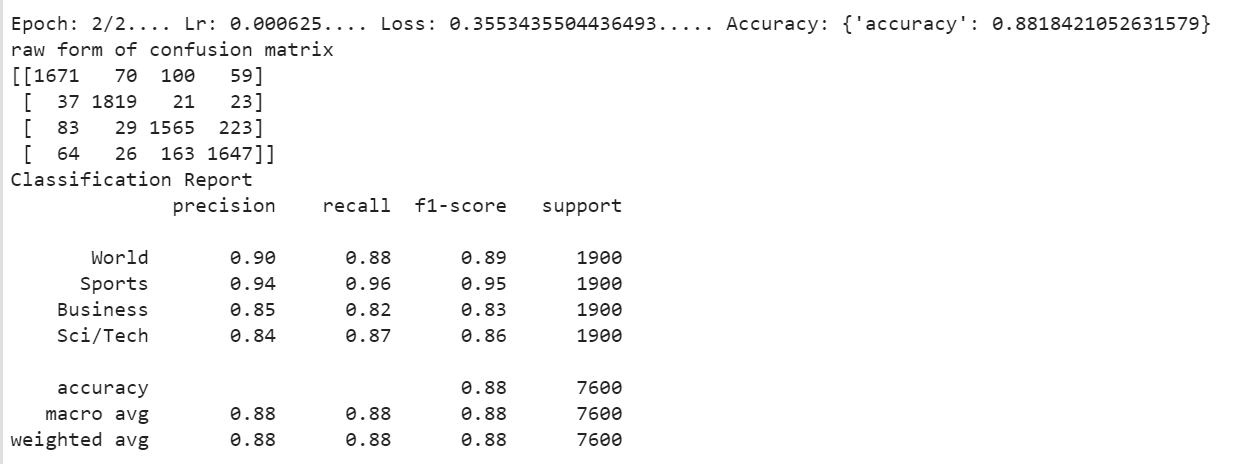 Epoch: 2/2.... Lr: 0.000625.... Loss: 0.3553435504436493..... Accuracy: {'accuracy': 0.8818421052631579}
raw form of confusion matrix
[[1671   70  100   59]
 [  37 1819   21   23]
 [  83   29 1565  223]
 [  64   26  163 1647]]
Classification Report
              precision    recall  f1-score   support

       World       0.90      0.88      0.89      1900
      Sports       0.94      0.96      0.95      1900
    Business       0.85      0.82      0.83      1900
    Sci/Tech       0.84      0.87      0.86      1900

    accuracy                           0.88      7600
   macro avg       0.88      0.88      0.88      7600
weighted avg       0.88      0.88      0.88      7600